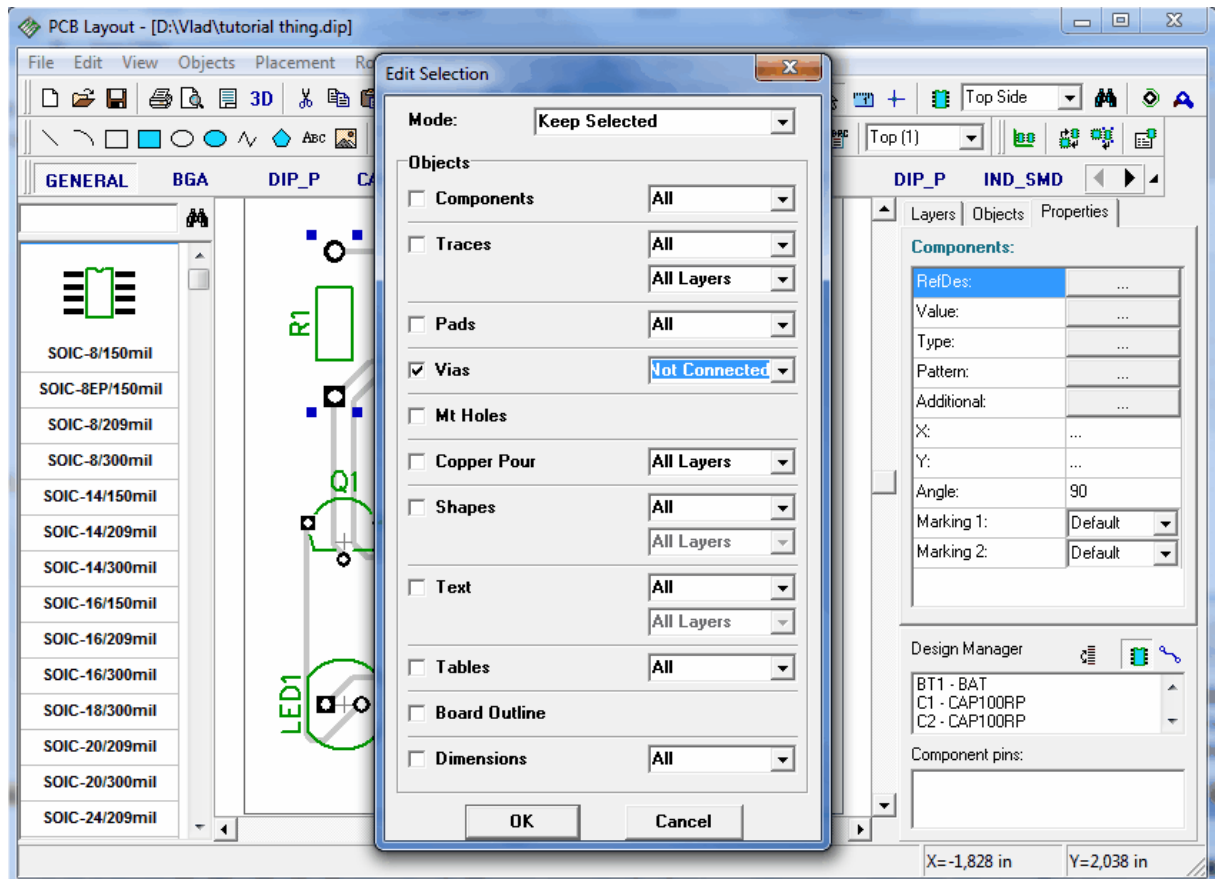 PCB Layout - [D:\Vlad\tutorial thing.dip]
File Edit View Objects Placement Ro
3D
Top Side
ABC
Top (1)
GENERAL BGA DIP_P CA
DIP_P IND_SMD
SOIC-8/150mil
SOIC-8EP/150mil
SOIC-8/209mil
SOIC-8/300mil
SOIC-14/150mil
SOIC-14/209mil
SOIC-14/300mil
SOIC-16/150mil
SOIC-16/209mil
SOIC-16/300mil
SOIC-18/300mil
SOIC-20/209mil
SOIC-20/300mil
SOIC-24/209mil
R1
Q1
LED1
Edit Selection
Mode: Keep Selected
Objects
Components All
Traces All
All Layers
Pads All
Vias Not Connected
Mt Holes
Copper Pour All Layers
Shapes All
All Layers
Text All
All Layers
Tables All
Board Outline
Dimensions All
OK Cancel
Layers Objects Properties
Components:
RefDes: ...
Value: ...
Type: ...
Pattern: ...
Additional: ...
X: ...
Y: ...
Angle: 90
Marking 1: Default
Marking 2: Default
Design Manager
BT1 - BAT
C1 - CAP100RP
C2 - CAP100RP
Component pins:
X=-1,828 in Y=2,038 in